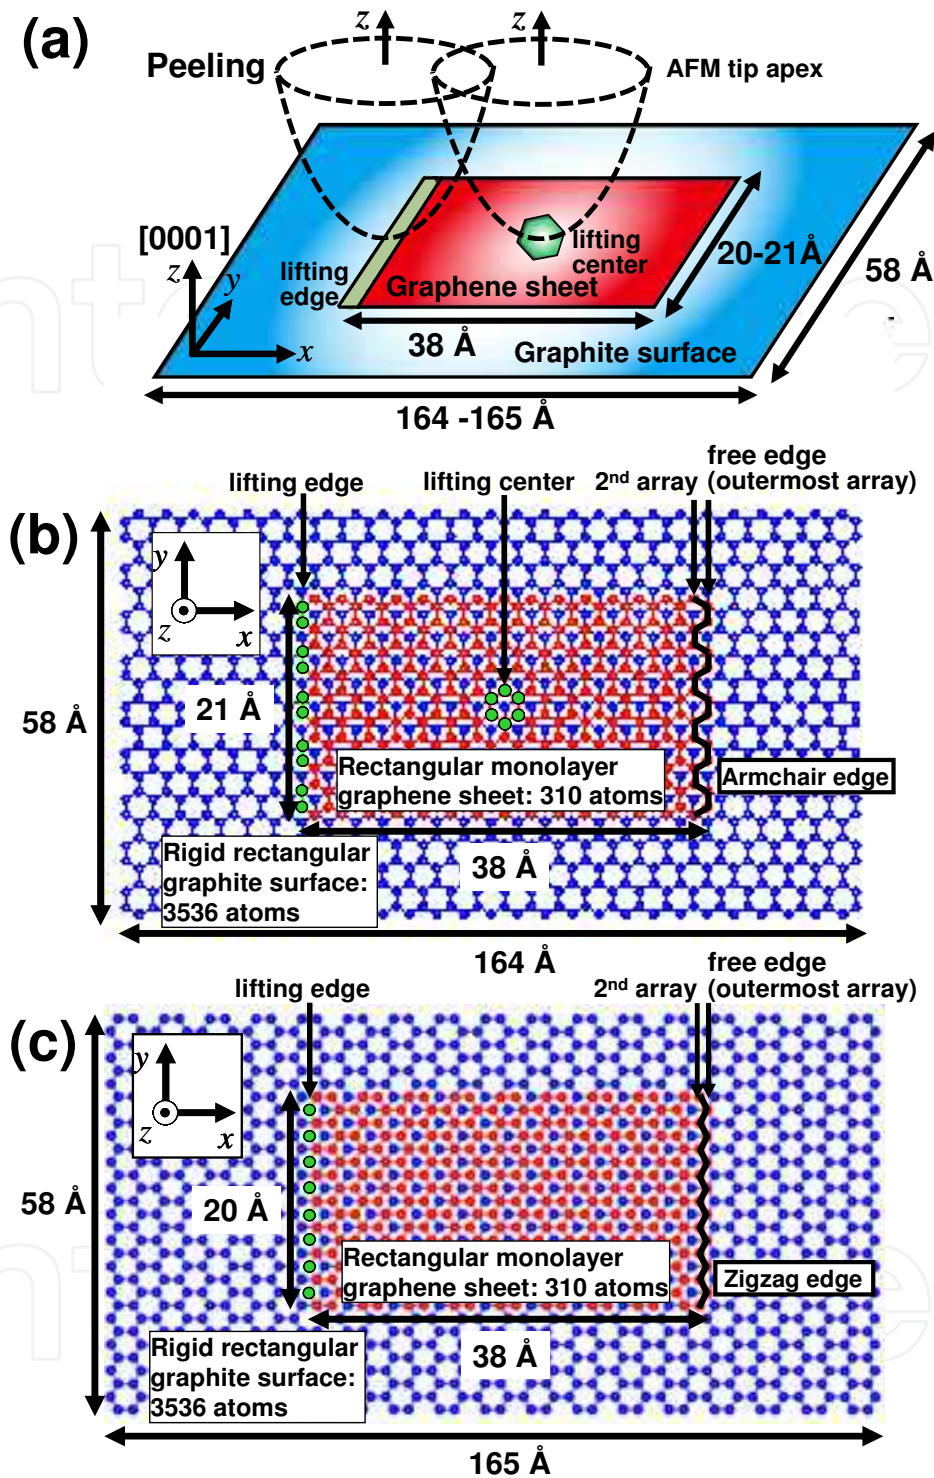 (a)
z
z
Peeling
AFM tip apex
[0001]
z
y
x
lifting
edge
lifting
center
Graphene sheet
20-21Å
58 Å
38 Å
Graphite surface
164 -165 Å
(b)
lifting edge
lifting center
2nd array
free edge
(outermost array)
y
z
x
21 Å
58 Å
Rectangular monolayer
graphene sheet: 310 atoms
Armchair edge
38 Å
Rigid rectangular
graphite surface:
3536 atoms
164 Å
(c)
lifting edge
2nd array
free edge
(outermost array)
y
z
x
58 Å
20 Å
Rectangular monolayer
graphene sheet: 310 atoms
Zigzag edge
38 Å
Rigid rectangular
graphite surface:
3536 atoms
165 Å